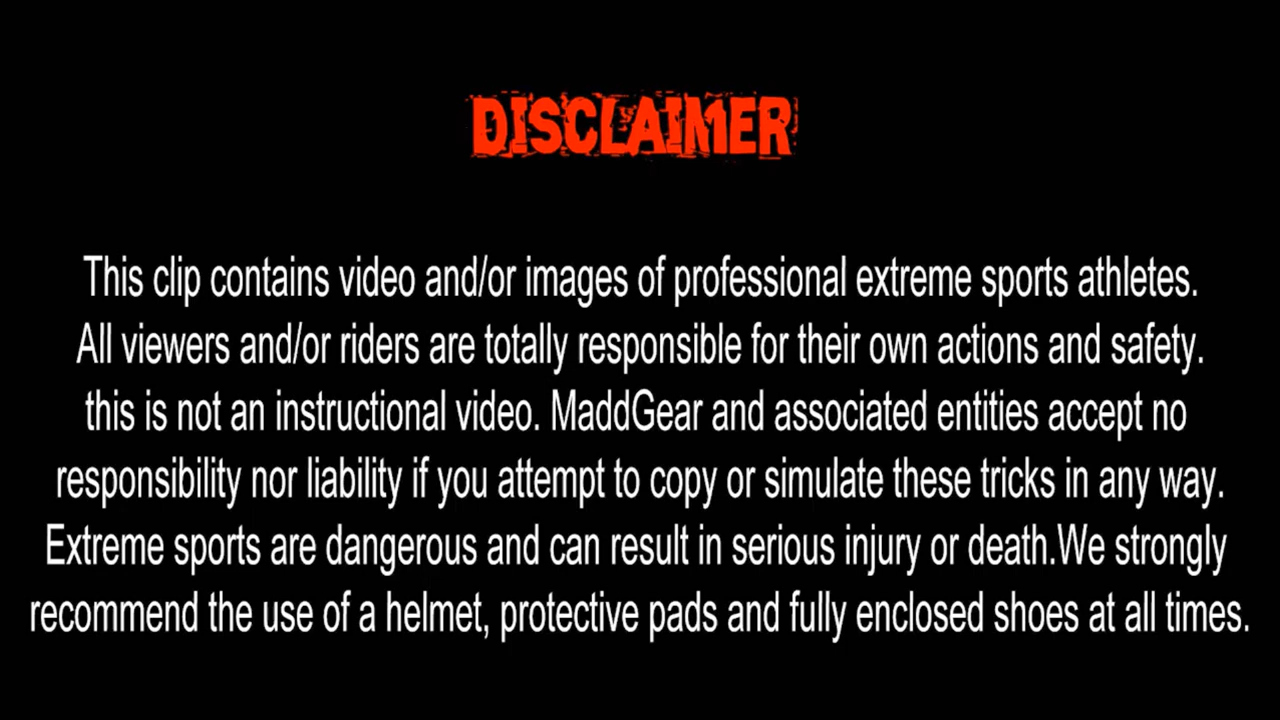 DISCLAIMER
This clip contains video and/or images of professional extreme sports athletes.
All viewers and/or riders are totally responsible for their own actions and safety.
this is not an instructional video. MaddGear and associated entities accept no
responsibility nor liability if you attempt to copy or simulate these tricks in any way.
Extreme sports are dangerous and can result in serious injury or death.We strongly
recommend the use of a helmet, protective pads and fully enclosed shoes at all times.